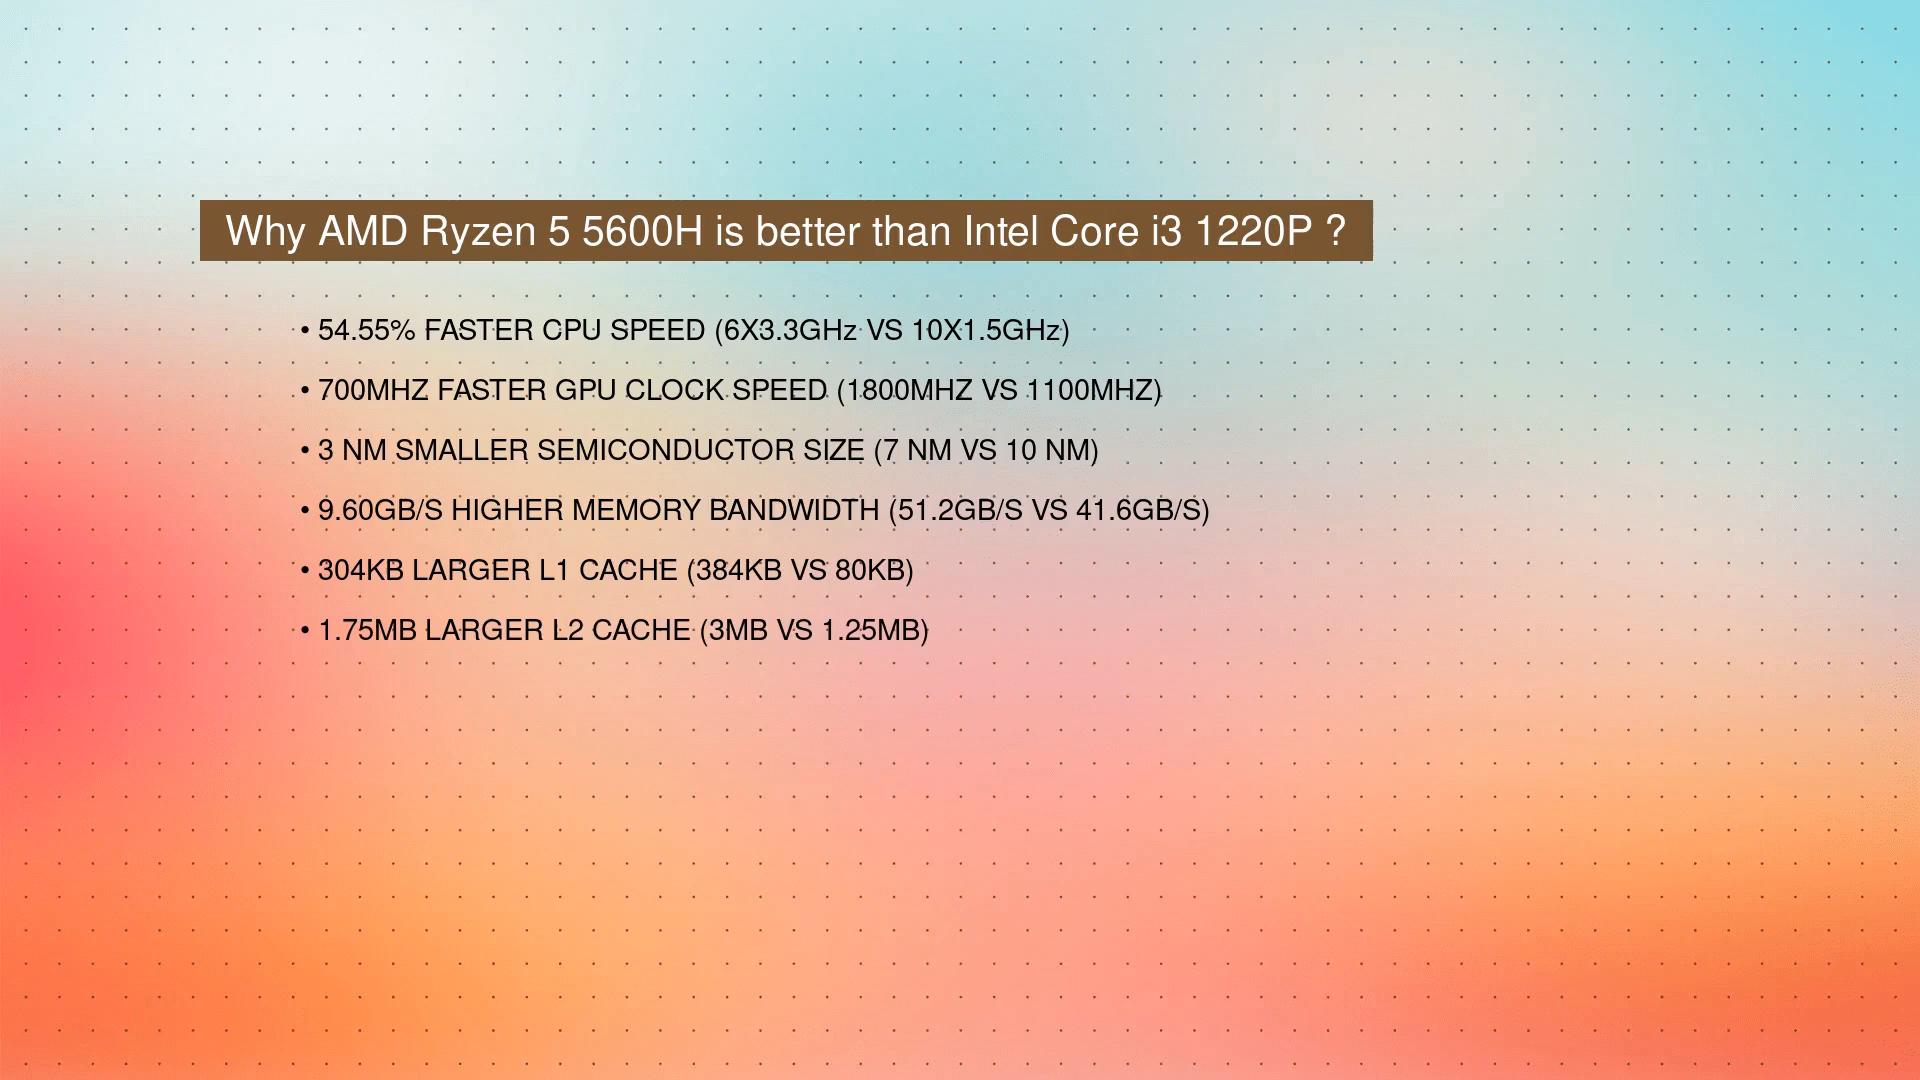 Why AMD Ryzen 5 5600H is better than Intel Core i3 1220P ?
• 54.55% FASTER CPU SPEED (6X3.3GHz VS 10X1.5GHz)
• 700MHZ FASTER GPU CLOCK SPEED (1800MHZ VS 1100MHZ)
• 3 NM SMALLER SEMICONDUCTOR SIZE (7 NM VS 10 NM)
• 9.60GB/S HIGHER MEMORY BANDWIDTH (51.2GB/S VS 41.6GB/S)
• 304KB LARGER L1 CACHE (384KB VS 80KB)
• 1.75MB LARGER L2 CACHE (3MB VS 1.25MB)